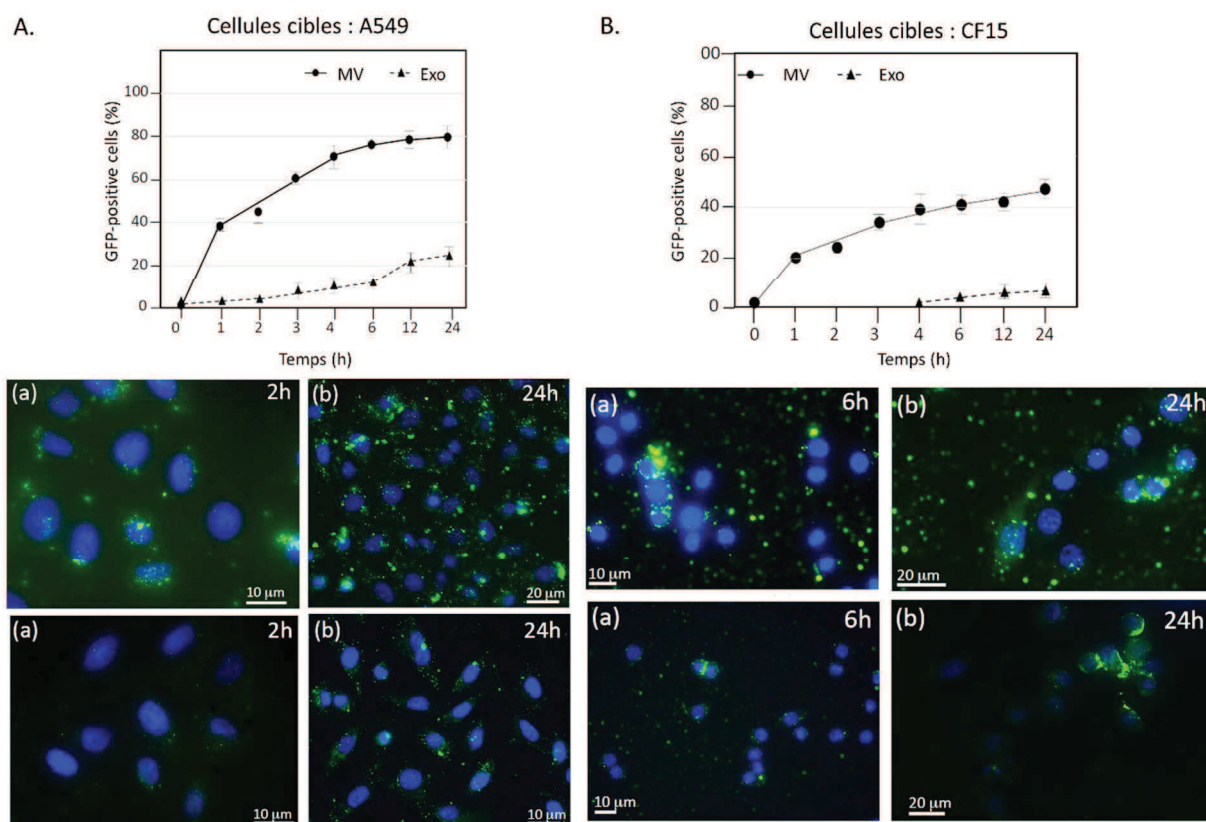 A.
Cellules cibles : A549
MV
Exo
GFP-positive cells (%)
100
80
60
40
20
0
0 1 2 3 4 6 12 24
Temps (h)
B.
Cellules cibles : CF15
MV
Exo
GFP-positive cells (%)
00
80
60
40
20
0
0 1 2 3 4 6 12 24
Temps (h)
(a) 2h
10 µm
(b) 24h
20 µm
(a) 6h
10 µm
(b) 24h
20 µm
(a) 2h
10 µm
(b) 24h
10 µm
(a) 6h
10 µm
(b) 24h
20 µm